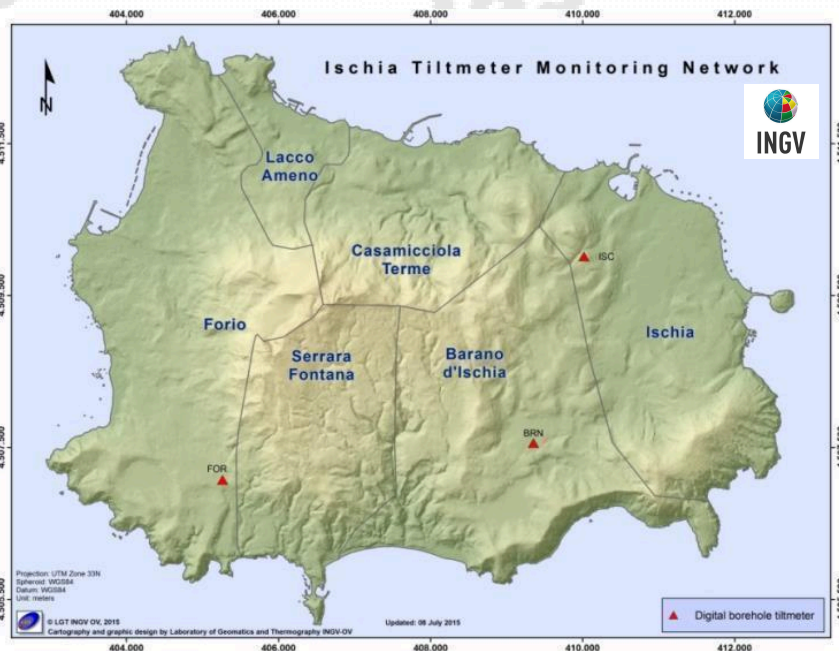 404.000 406.000 408.000 410.000 412.000
Ischia Tiltmeter Monitoring Network
N
INGV
Lacco
Ameno
Casamicciola
Terme
ISC
Forio
Ischia
Serrara
Fontana
Barano
d'Ischia
BRN
FOR
Projection: UTM Zone 33N
Spheroid: WGS84
Datum: WGS84
Unit: meters
© LGT INGV OV, 2015
Cartography and graphic design by Laboratory of Geomatics and Thermography INGV-OV
Updated: 08 July 2015
Digital borehole tiltmeter
404.000 406.000 408.000 410.000 412.000